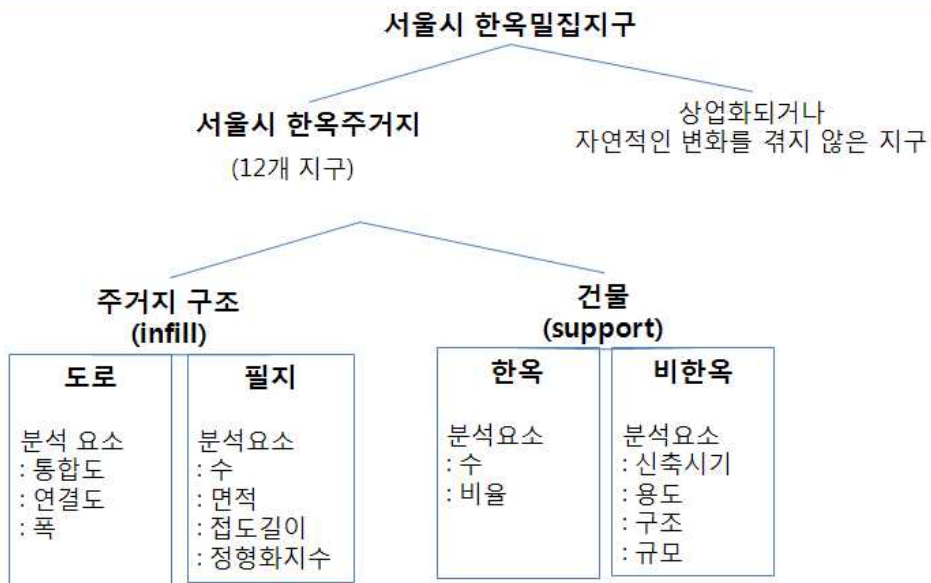 서울시 한옥밀집지구
서울시 한옥주거지
(12개 지구)
상업화되거나
자연적인 변화를 겪지 않은 지구
주거지 구조
(infill)
건물
(support)
도로
분석 요소
: 통합도
: 연결도
: 폭
필지
분석요소
: 수
: 면적
: 접도길이
: 정형화지수
한옥
분석요소
: 수
: 비율
비한옥
분석요소
: 신축시기
: 용도
: 구조
: 규모